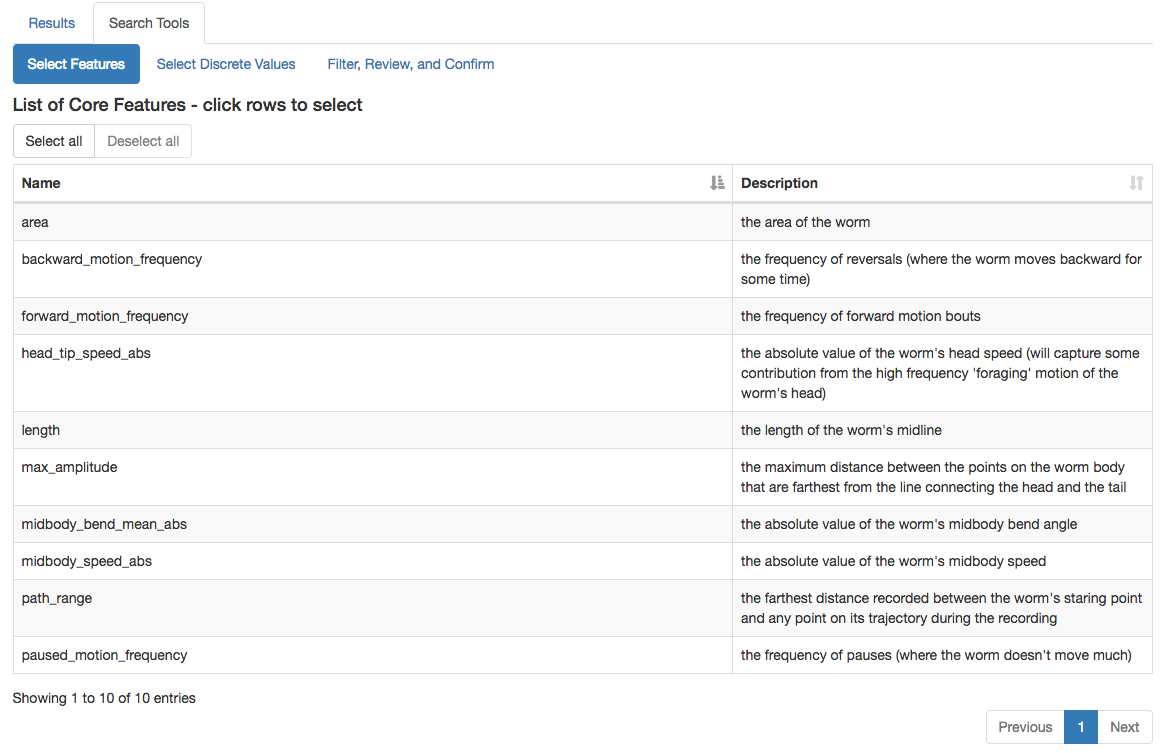 Results Search Tools
Select Features Select Discrete Values Filter, Review, and Confirm
List of Core Features - click rows to select
Select all Deselect all
Name Description
area the area of the worm
backward_motion_frequency the frequency of reversals (where the worm moves backward for
some time)
forward_motion_frequency the frequency of forward motion bouts
head_tip_speed_abs the absolute value of the worm's head speed (will capture some
contribution from the high frequency 'foraging' motion of the
worm's head)
length the length of the worm's midline
max_amplitude the maximum distance between the points on the worm body
that are farthest from the line connecting the head and the tail
midbody_bend_mean_abs the absolute value of the worm's midbody bend angle
midbody_speed_abs the absolute value of the worm's midbody speed
path_range the farthest distance recorded between the worm's staring point
and any point on its trajectory during the recording
paused_motion_frequency the frequency of pauses (where the worm doesn't move much)
Showing 1 to 10 of 10 entries
Previous 1 Next